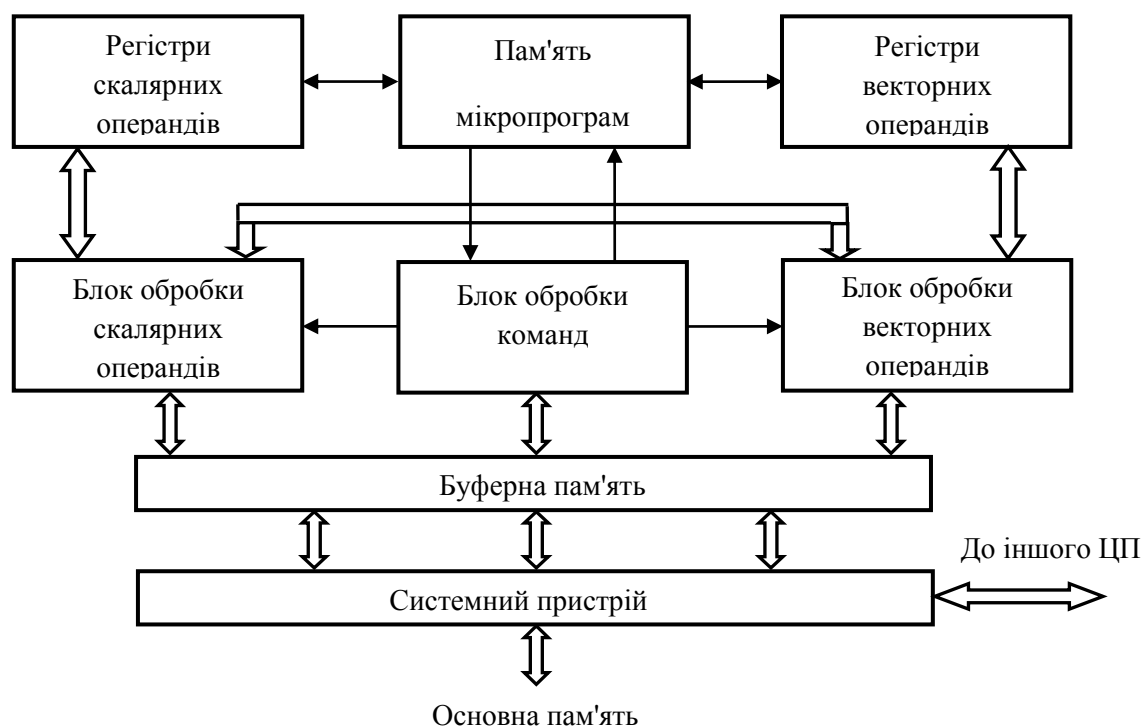 Регістри
скалярних
операндів
Пам'ять
мікропрограм
Регістри
векторних
операндів
Блок обробки
скалярних
операндів
Блок обробки
команд
Блок обробки
векторних
операндів
Буферна пам'ять
До іншого ЦП
Системний пристрій
Основна пам'ять